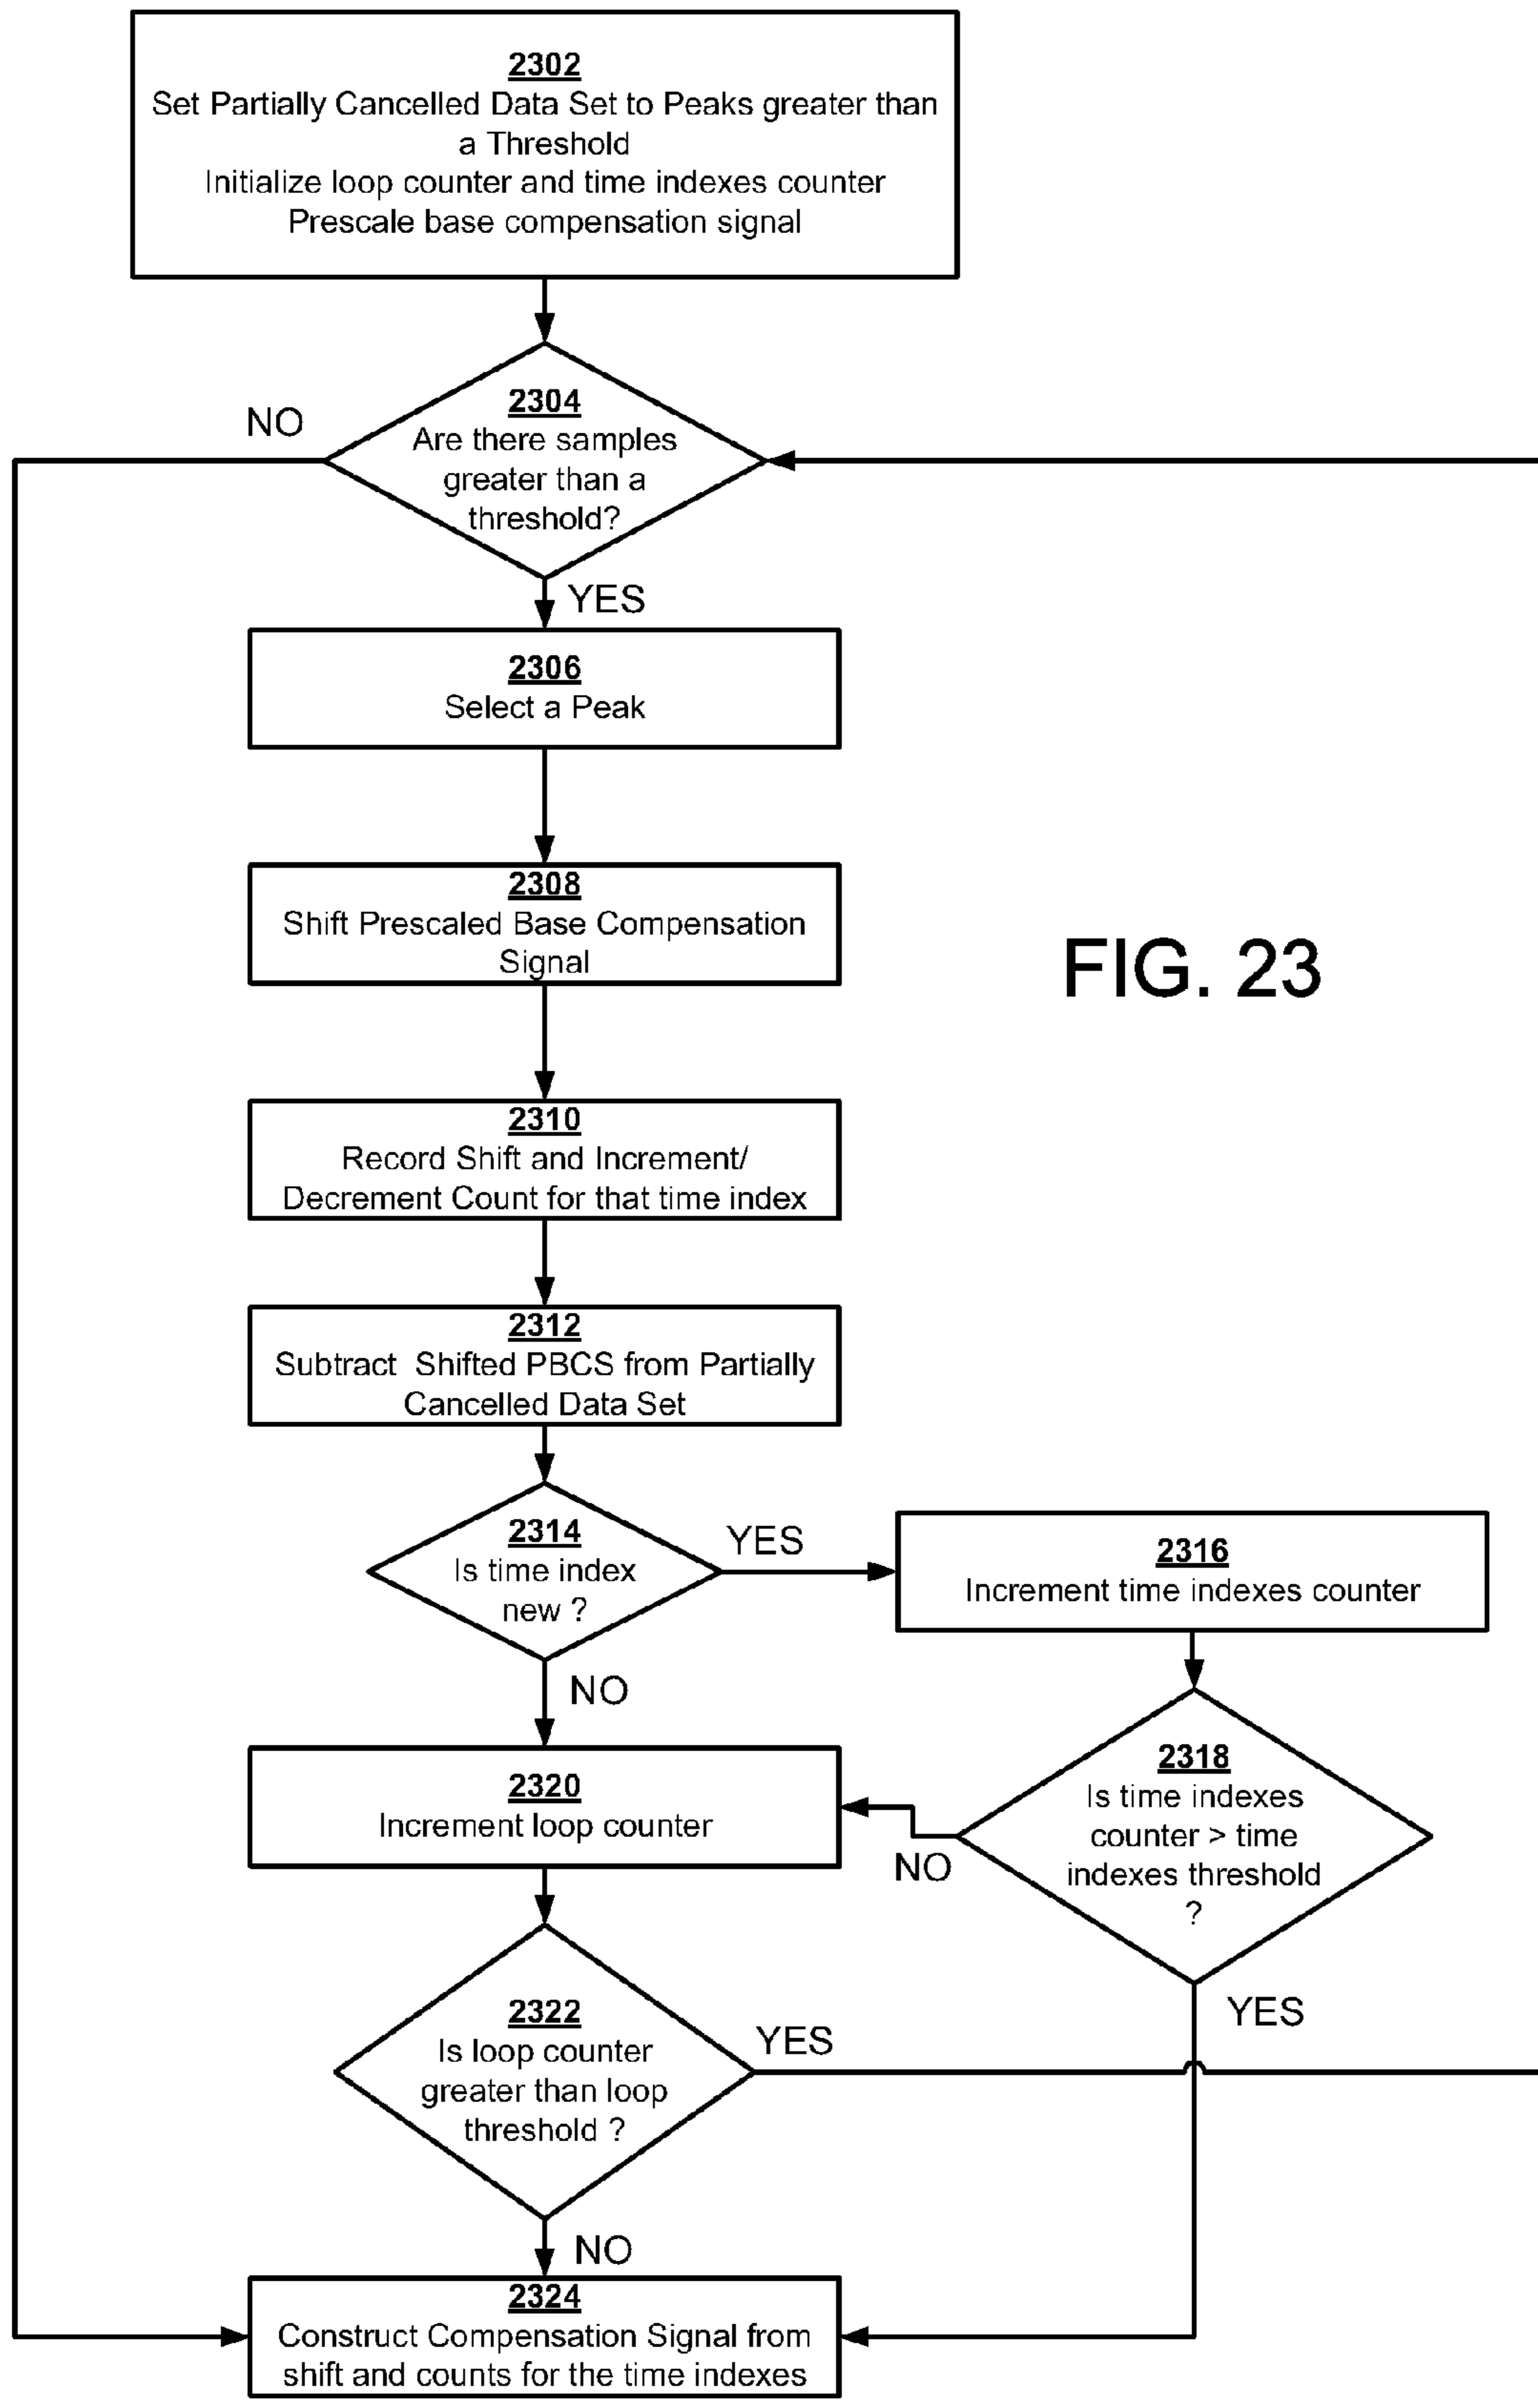 2302
Set Partially Cancelled Data Set to Peaks greater than
a Threshold
Initialize loop counter and time indexes counter
Prescale base compensation signal
2304
Are there samples
greater than a
threshold?
NO
YES
2306
Select a Peak
2308
Shift Prescaled Base Compensation
Signal
FIG. 23
2310
Record Shift and Increment/
Decrement Count for that time index
2312
Subtract Shifted PBCS from Partially
Cancelled Data Set
2314
Is time index
new ?
YES
2316
Increment time indexes counter
NO
2318
Is time indexes
counter > time
indexes threshold
?
NO
YES
2320
Increment loop counter
2322
Is loop counter
greater than loop
threshold ?
YES
NO
2324
Construct Compensation Signal from
shift and counts for the time indexes